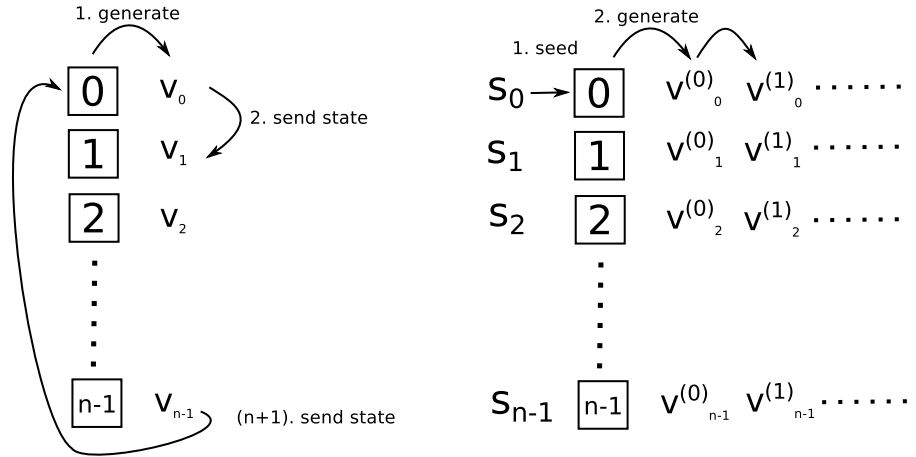 1. generate
0 v₀
2. send state
1 v₁
2 v₂
n-1 vₙ₋₁
(n+1). send state
2. generate
1. seed
s₀ 0 v⁽⁰⁾₀ v⁽¹⁾₀ .......
s₁ 1 v⁽⁰⁾₁ v⁽¹⁾₁ .......
s₂ 2 v⁽⁰⁾₂ v⁽¹⁾₂ .......
sₙ₋₁ n-1 v⁽⁰⁾ₙ₋₁ v⁽¹⁾ₙ₋₁ .......